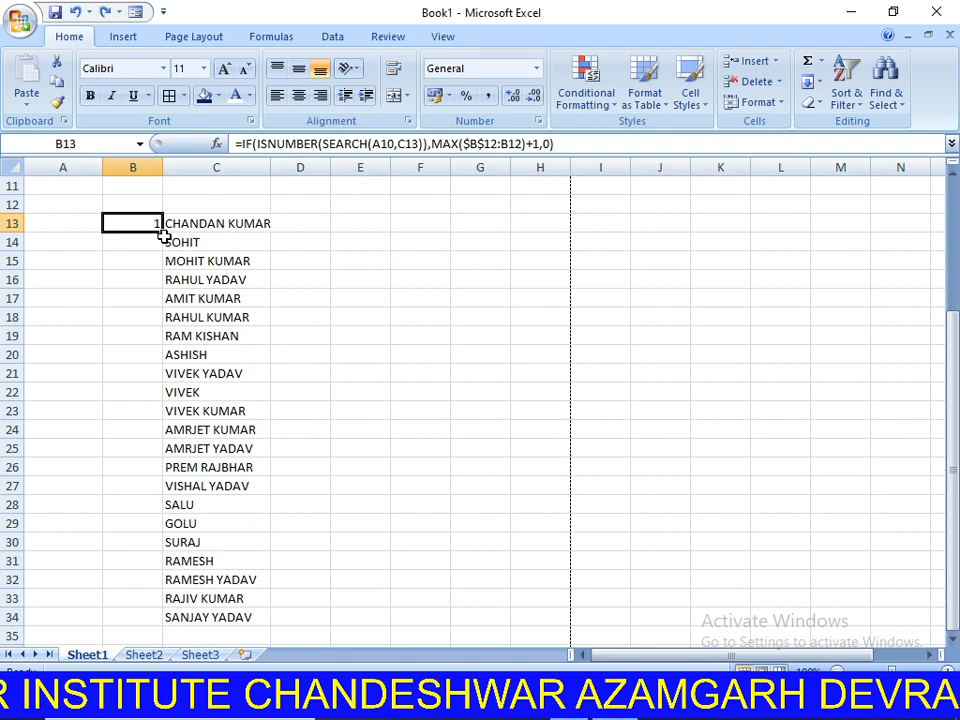 Book1 - Microsoft Excel
Home Insert Page Layout Formulas Data Review View
Calibri 11 General Insert Σ
Paste B I U % , Delete
Conditional Formatting Format as Table Cell Styles Format Sort & Filter Find & Select
Clipboard Font Alignment Number Styles Cells Editing
B13 fx =IF(ISNUMBER(SEARCH(A10,C13)),MAX($B$12:B12)+1,0)
A B C D E F G H I J K L M N
11
12
13 1 CHANDAN KUMAR
14 SOHIT
15 MOHIT KUMAR
16 RAHUL YADAV
17 AMIT KUMAR
18 RAHUL KUMAR
19 RAM KISHAN
20 ASHISH
21 VIVEK YADAV
22 VIVEK
23 VIVEK KUMAR
24 AMRJET KUMAR
25 AMRJET YADAV
26 PREM RAJBHAR
27 VISHAL YADAV
28 SALU
29 GOLU
30 SURAJ
31 RAMESH
32 RAMESH YADAV
33 RAJIV KUMAR
34 SANJAY YADAV
35
Activate Windows
Go to Settings to activate Windows.
Sheet1 Sheet2 Sheet3
R INSTITUTE CHANDESHWAR AZAMGARH DEVRA